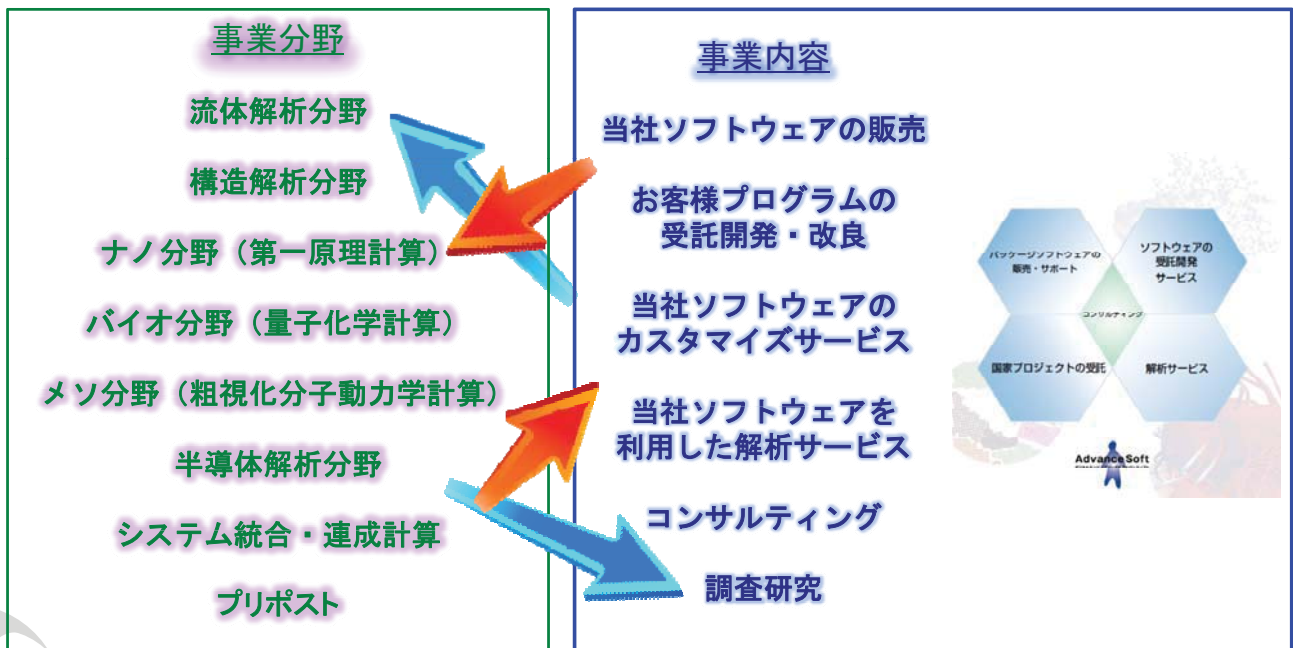 事業分野
流体解析分野
構造解析分野
ナノ分野（第一原理計算）
バイオ分野（量子化学計算）
メソ分野（粗視化分子動力学計算）
半導体解析分野
システム統合・連成計算
プリポスト
事業内容
当社ソフトウェアの販売
お客様プログラムの
受託開発・改良
当社ソフトウェアの
カスタマイズサービス
当社ソフトウェアを
利用した解析サービス
コンサルティング
調査研究
パッケージソフトウェアの
販売・サポート
ソフトウェアの
受託開発
サービス
コンサルティング
国家プロジェクトの受託
解析サービス
AdvanceSoft